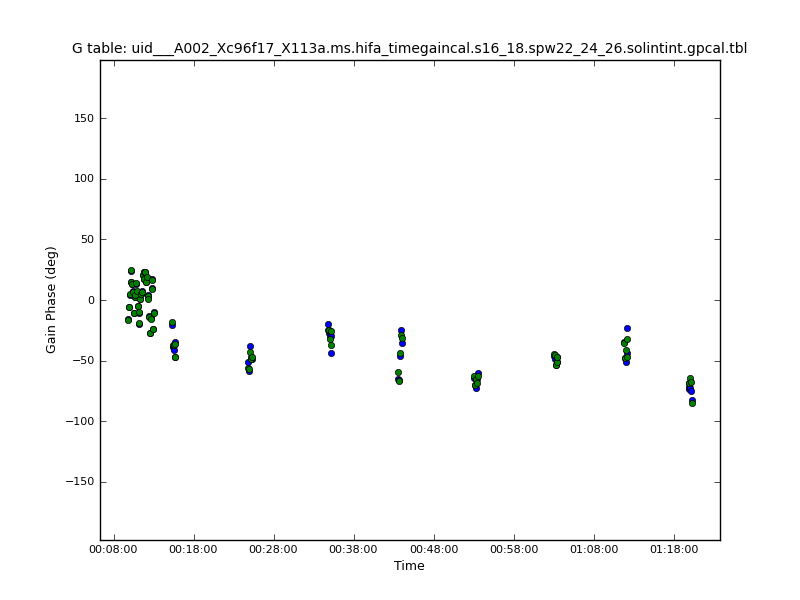 G table: uid___A002_Xc96f17_X113a.ms.hifa_timegaincal.s16_18.spw22_24_26.solintint.gpcal.tbl
150
100
50
0
−50
−100
−150
Gain Phase (deg)
00:08:00 00:18:00 00:28:00 00:38:00 00:48:00 00:58:00 01:08:00 01:18:00
Time